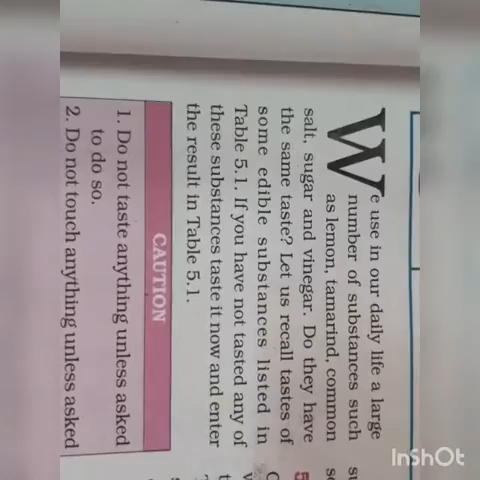 We use in our daily life a large
number of substances such
as lemon, tamarind, common
salt, sugar and vinegar. Do they have
the same taste? Let us recall tastes of
some edible substances listed in
Table 5.1. If you have not tasted any of
these substances taste it now and enter
the result in Table 5.1.
CAUTION
1. Do not taste anything unless asked
to do so.
2. Do not touch anything unless asked
InShOt